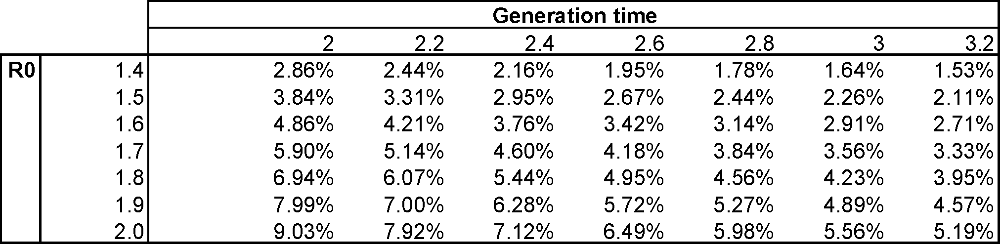 Generation time
2 2.2 2.4 2.6 2.8 3 3.2
R0 1.4 2.86% 2.44% 2.16% 1.95% 1.78% 1.64% 1.53%
1.5 3.84% 3.31% 2.95% 2.67% 2.44% 2.26% 2.11%
1.6 4.86% 4.21% 3.76% 3.42% 3.14% 2.91% 2.71%
1.7 5.90% 5.14% 4.60% 4.18% 3.84% 3.56% 3.33%
1.8 6.94% 6.07% 5.44% 4.95% 4.56% 4.23% 3.95%
1.9 7.99% 7.00% 6.28% 5.72% 5.27% 4.89% 4.57%
2.0 9.03% 7.92% 7.12% 6.49% 5.98% 5.56% 5.19%